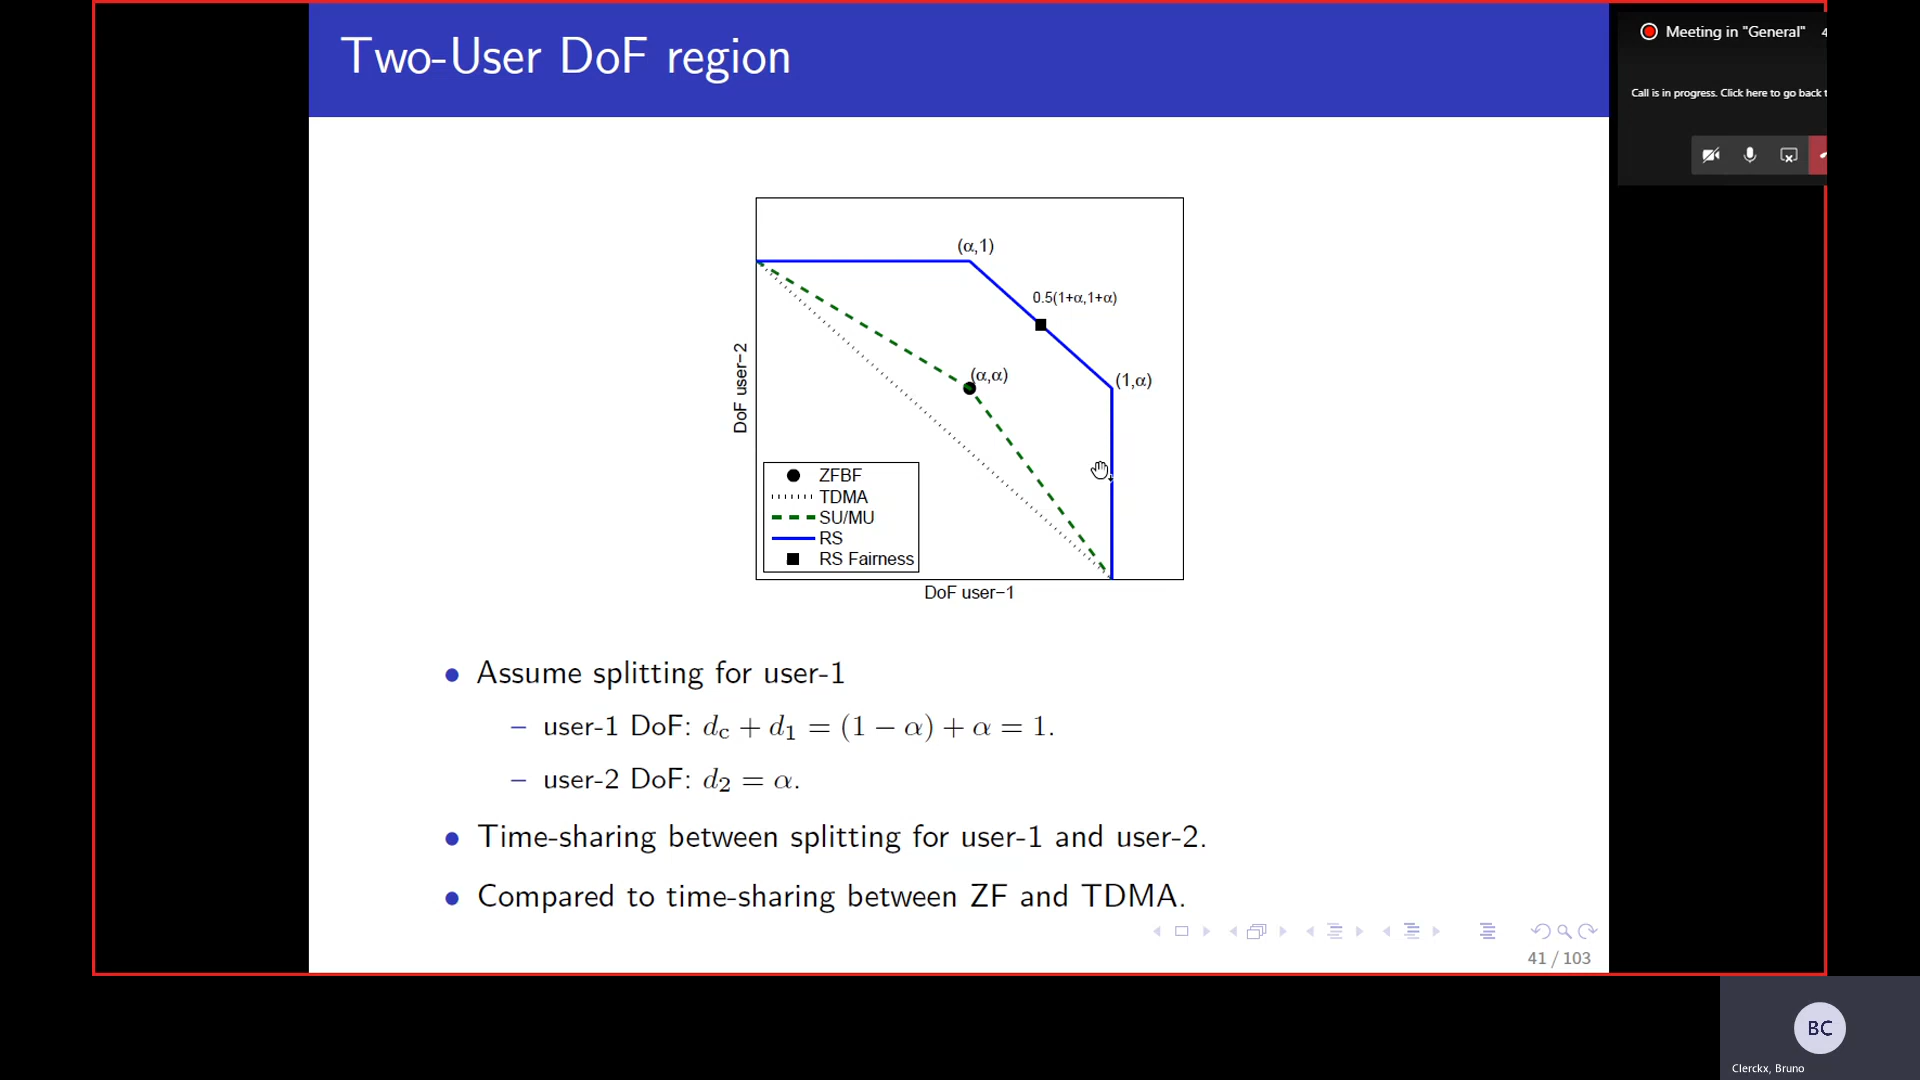 Two-User DoF region
Meeting in "General"
Call is in progress. Click here to go back
(α,1)
0.5(1+α,1+α)
(α,α)
(1,α)
DoF user−2
ZFBF
TDMA
SU/MU
RS
RS Fairness
DoF user−1
• Assume splitting for user-1
– user-1 DoF: d_c + d_1 = (1 − α) + α = 1.
– user-2 DoF: d_2 = α.
• Time-sharing between splitting for user-1 and user-2.
• Compared to time-sharing between ZF and TDMA.
41 / 103
BC
Clerckx, Bruno